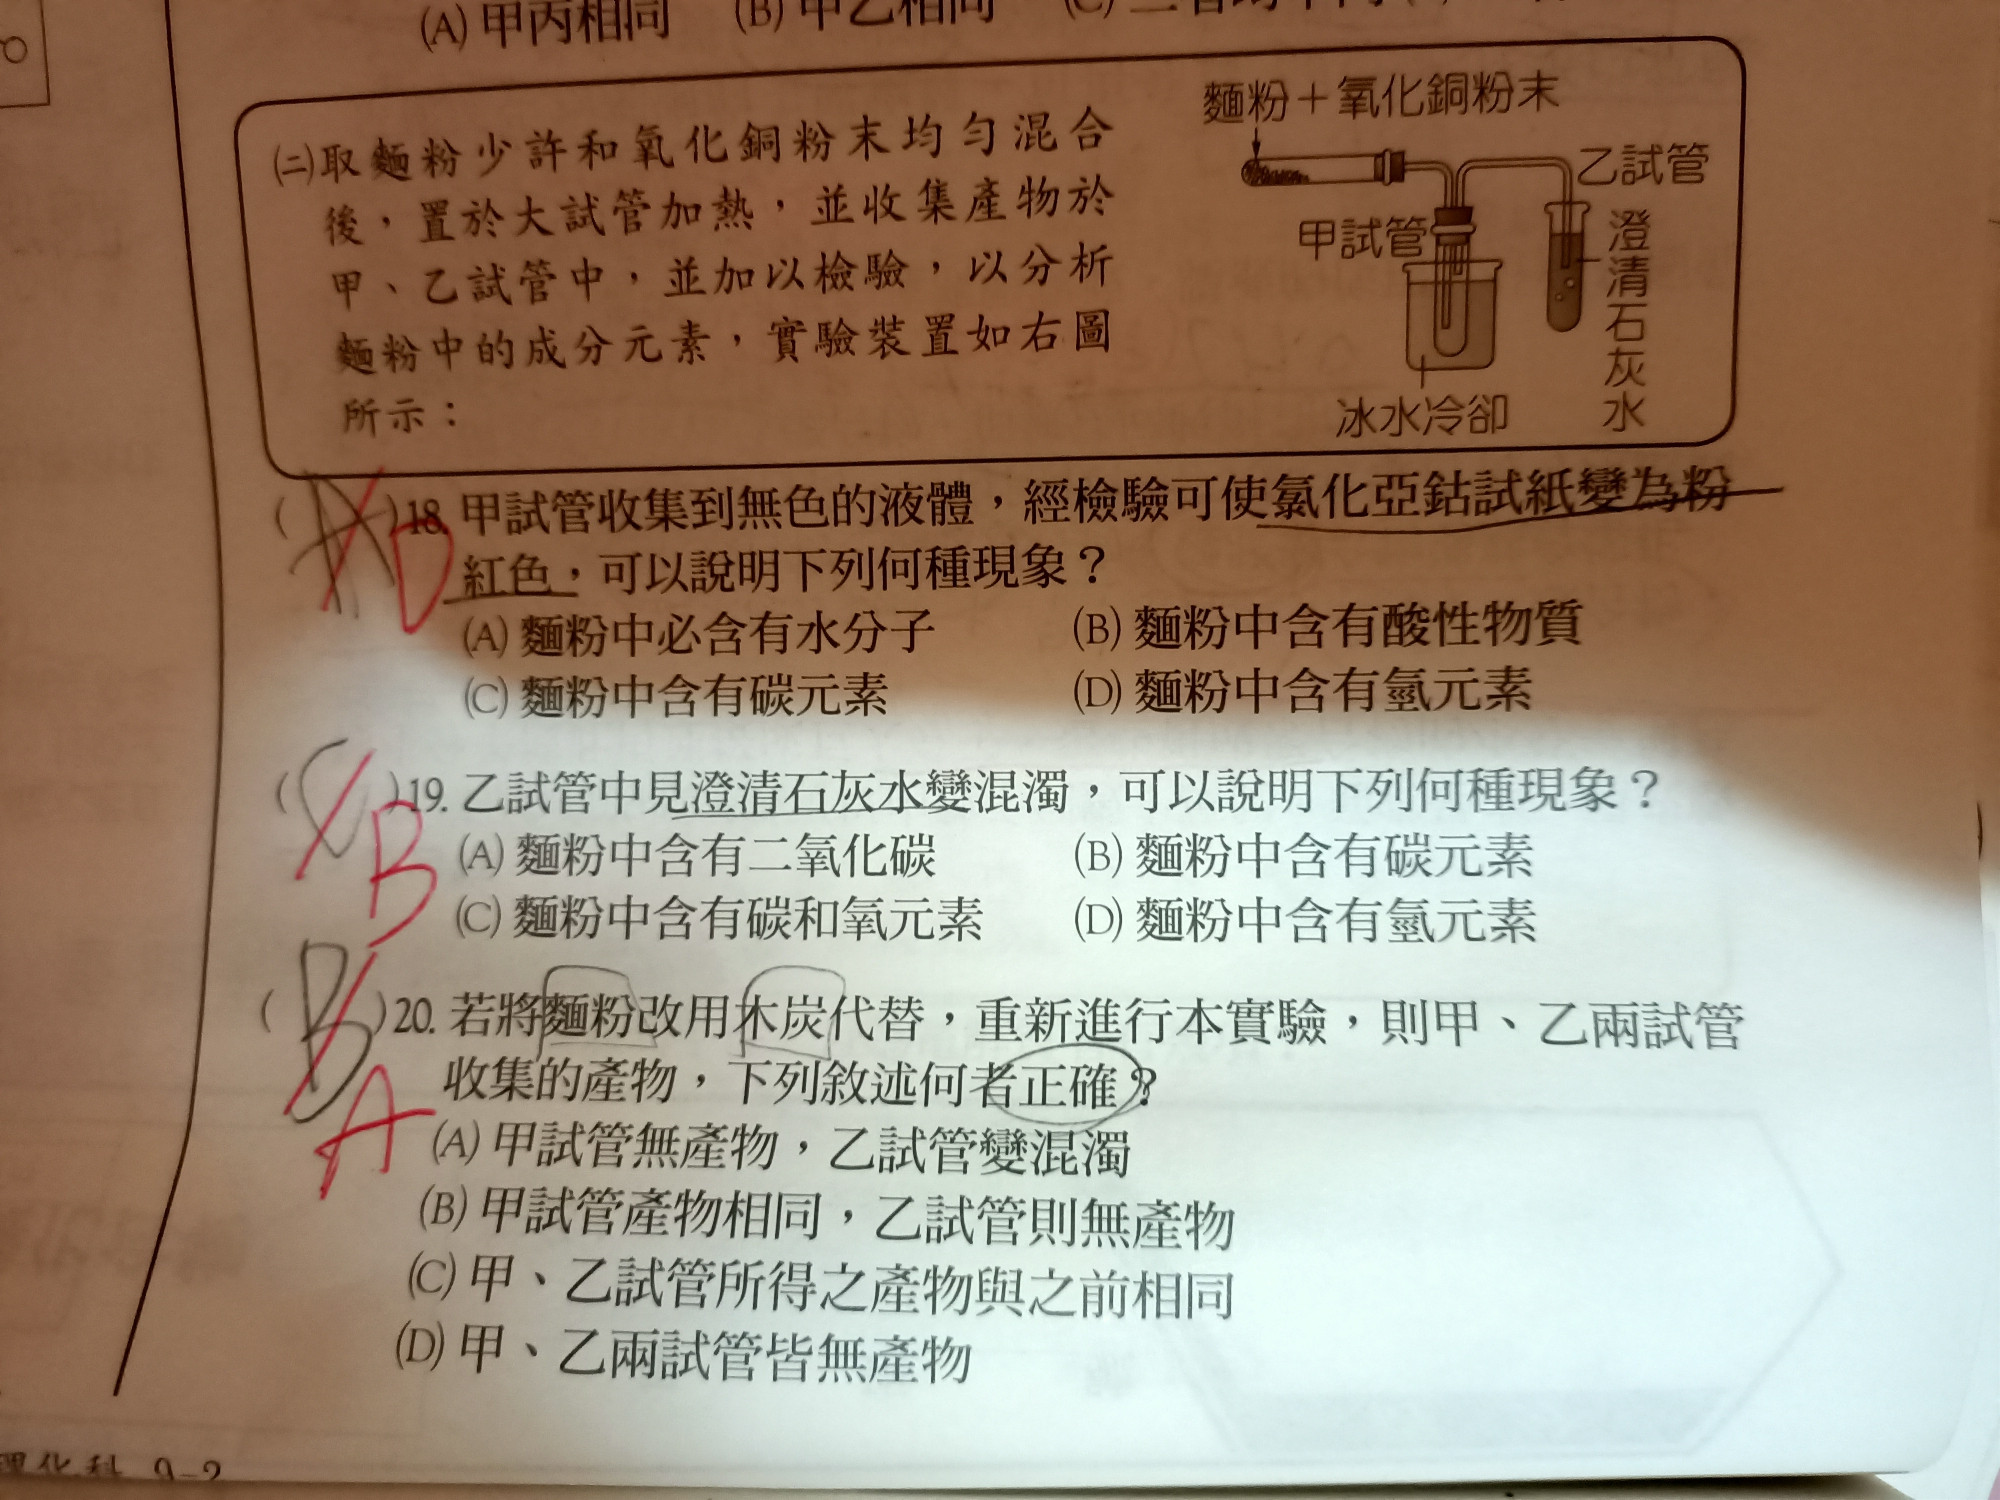 (A) 甲丙相同 (B) 甲乙相同
㈡取麵粉少許和氧化銅粉末均勻混合
後，置於大試管加熱，並收集產物於
甲、乙試管中，並加以檢驗，以分析
麵粉中的成分元素，實驗裝置如右圖
所示：
麵粉＋氧化銅粉末
乙試管
甲試管
澄清石灰水
冰水冷卻
( A )18. 甲試管收集到無色的液體，經檢驗可使氯化亞鈷試紙變為粉
D
紅色，可以說明下列何種現象？
(A) 麵粉中必含有水分子 (B) 麵粉中含有酸性物質
(C) 麵粉中含有碳元素 (D) 麵粉中含有氫元素
( C )19. 乙試管中見澄清石灰水變混濁，可以說明下列何種現象？
B
(A) 麵粉中含有二氧化碳 (B) 麵粉中含有碳元素
(C) 麵粉中含有碳和氧元素 (D) 麵粉中含有氫元素
( B )20. 若將麵粉改用木炭代替，重新進行本實驗，則甲、乙兩試管
收集的產物，下列敘述何者正確？
A
(A) 甲試管無產物，乙試管變混濁
(B) 甲試管產物相同，乙試管則無產物
(C) 甲、乙試管所得之產物與之前相同
(D) 甲、乙兩試管皆無產物
理化科 9-2